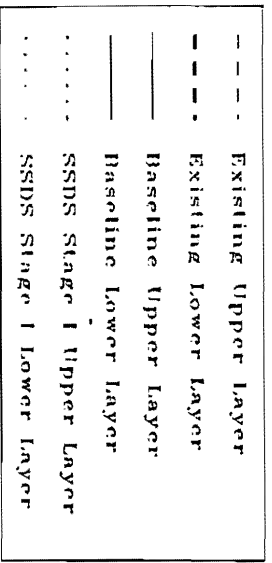 Existing Upper Layer
Existing Lower Layer
Baseline Upper Layer
Baseline Lower Layer
SSDS Stage I Upper Layer
SSDS Stage I Lower Layer